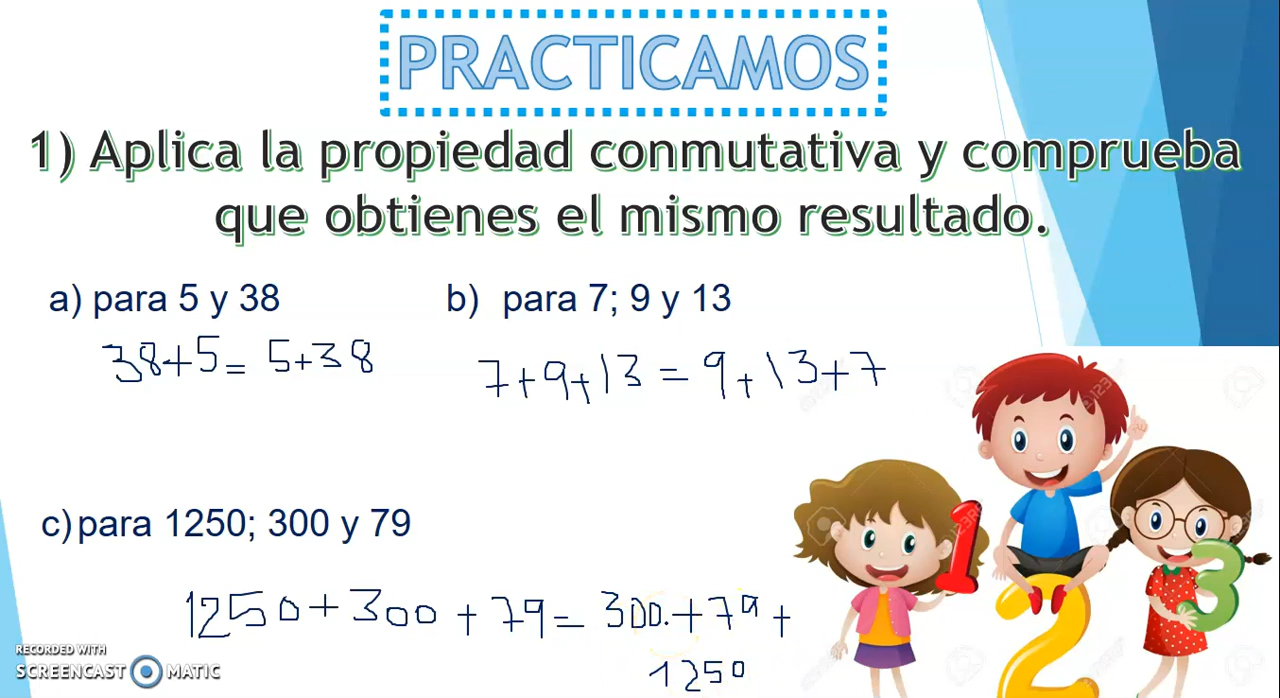 PRACTICAMOS
1) Aplica la propiedad conmutativa y comprueba
que obtienes el mismo resultado.
a) para 5 y 38
b) para 7; 9 y 13
38+5= 5+38
7+9+13 = 9+13+7
c) para 1250; 300 y 79
1250+300 +79= 300.+79+
1250
RECORDED WITH
SCREENCAST MATIC